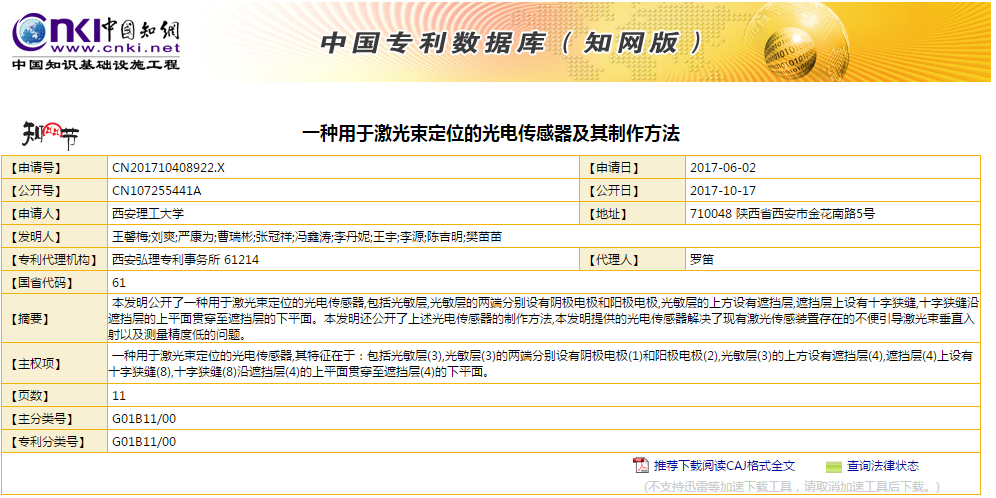 cnki中国知网
www.cnki.net
中国知识基础设施工程
中国专利数据库（知网版）
知网节
一种用于激光束定位的光电传感器及其制作方法
【申请号】 CN201710408922.X 【申请日】 2017-06-02
【公开号】 CN107255441A 【公开日】 2017-10-17
【申请人】 西安理工大学 【地址】 710048 陕西省西安市金花南路5号
【发明人】 王馨梅;刘爽;严康为;曹瑞彬;张冠祥;冯鑫涛;李丹妮;王宇;李源;陈吉明;樊苗苗
【专利代理机构】 西安弘理专利事务所 61214 【代理人】 罗笛
【国省代码】 61
【摘要】 本发明公开了一种用于激光束定位的光电传感器,包括光敏层,光敏层的两端分别设有阴极电极和阳极电极,光敏层的上方设有遮挡层,遮挡层上设有十字狭缝,十字狭缝沿
遮挡层的上平面贯穿至遮挡层的下平面。本发明还公开了上述光电传感器的制作方法,本发明提供的光电传感器解决了现有激光传感装置存在的不便引导激光束垂直入
射以及测量精度低的问题。
【主权项】 一种用于激光束定位的光电传感器,其特征在于：包括光敏层(3),光敏层(3)的两端分别设有阴极电极(1)和阳极电极(2),光敏层(3)的上方设有遮挡层(4),遮挡层(4)上设有
十字狭缝(8),十字狭缝(8)沿遮挡层(4)的上平面贯穿至遮挡层(4)的下平面。
【页数】 11
【主分类号】 G01B11/00
【专利分类号】 G01B11/00
推荐下载阅读CAJ格式全文 查询法律状态
(不支持迅雷等加速下载工具，请取消加速工具后下载。)